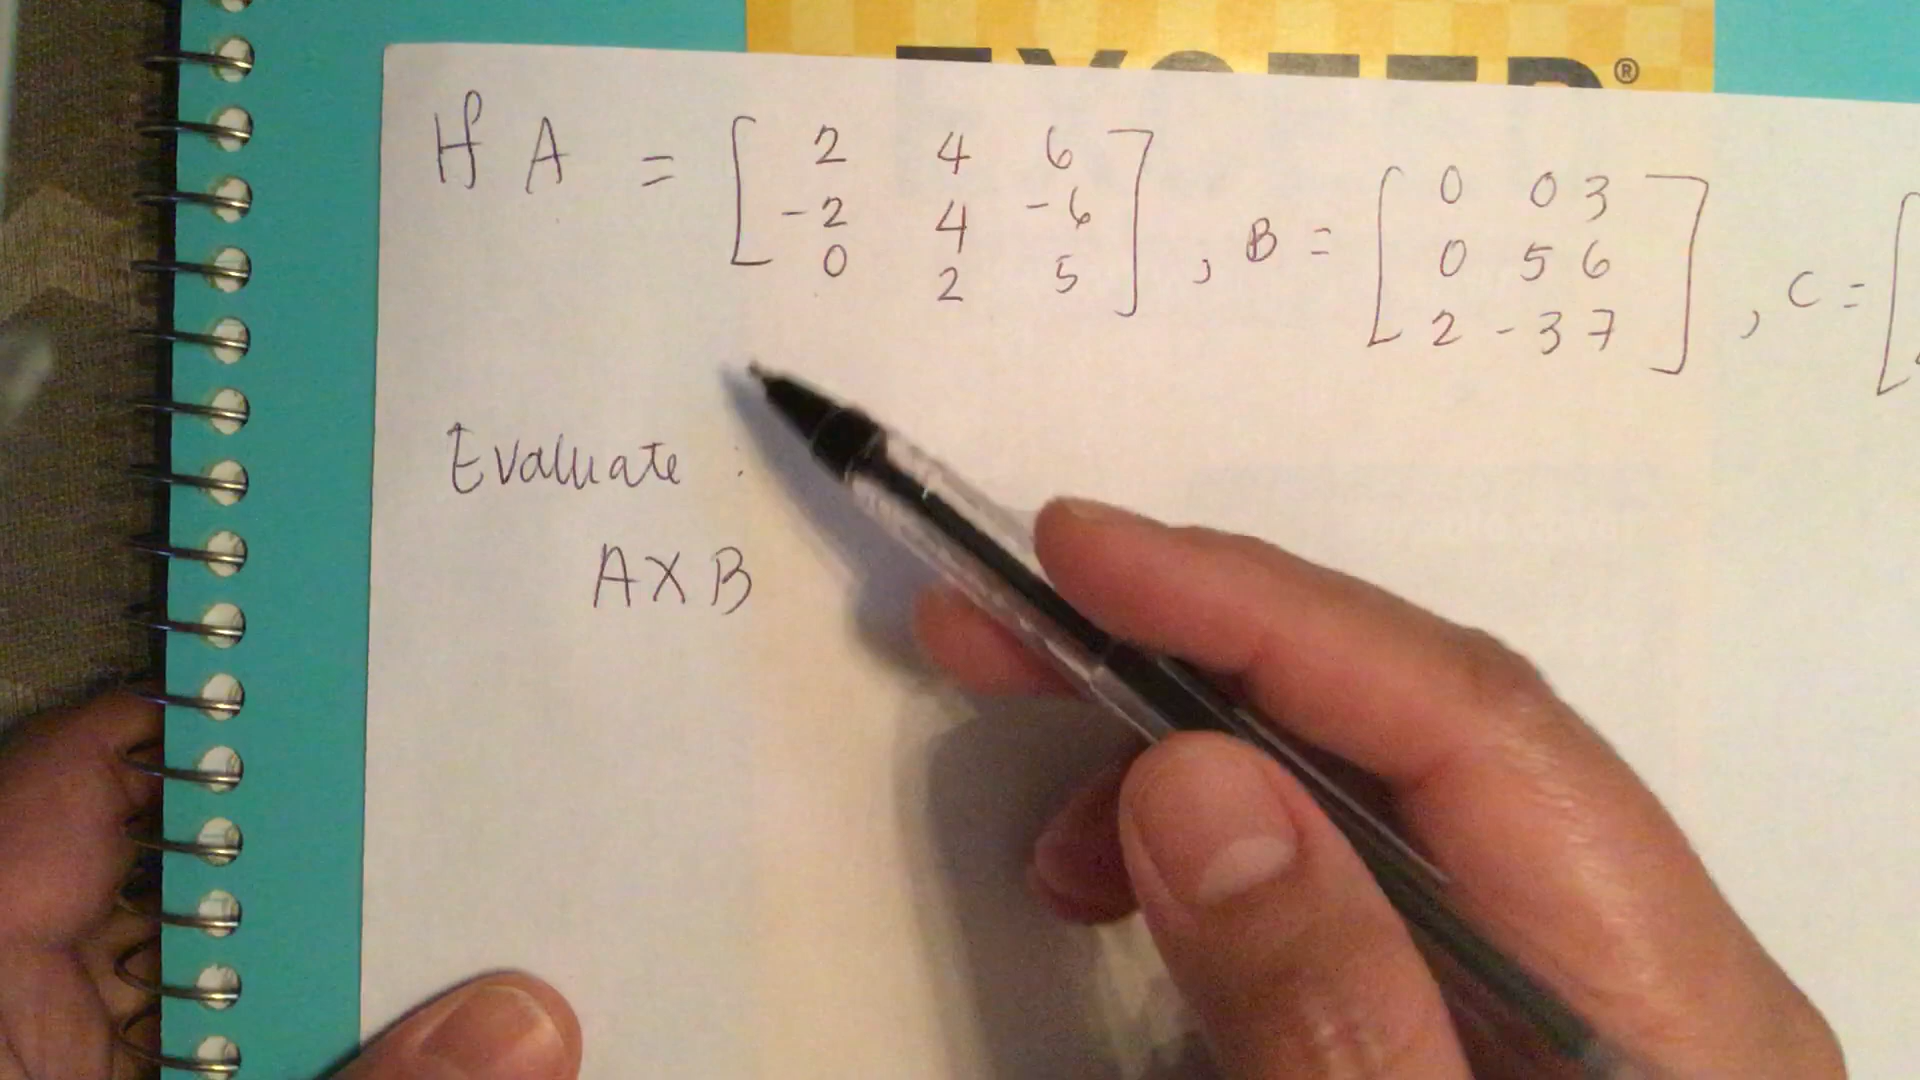 EXCEED®
If A = [ 2 4 6
-2 4 -6
0 2 5 ] , B = [ 0 0 3
0 5 6
2 -3 7 ] , C = [
Evaluate :
A X B